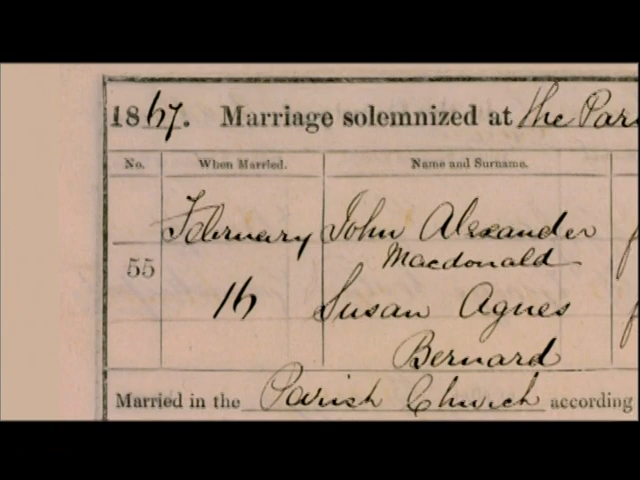 1867. Marriage solemnized at the Par
No. When Married. Name and Surname.
February John Alexander
Macdonald
55
16 Susan Agnes
Bernard
Married in the Parish Church according